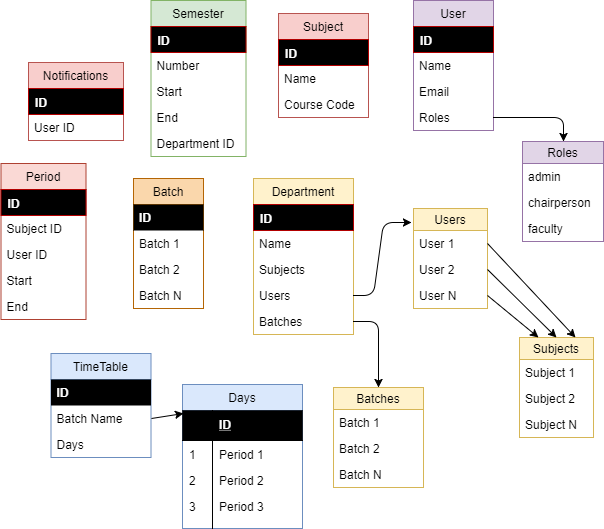 Semester
ID
Number
Start
End
Department ID
Subject
ID
Name
Course Code
User
ID
Name
Email
Roles
Notifications
ID
User ID
Roles
admin
chairperson
faculty
Period
ID
Subject ID
User ID
Start
End
Batch
ID
Batch 1
Batch 2
Batch N
Department
ID
Name
Subjects
Users
Batches
Users
User 1
User 2
User N
Subjects
Subject 1
Subject 2
Subject N
TimeTable
ID
Batch Name
Days
Days
ID
1 Period 1
2 Period 2
3 Period 3
Batches
Batch 1
Batch 2
Batch N